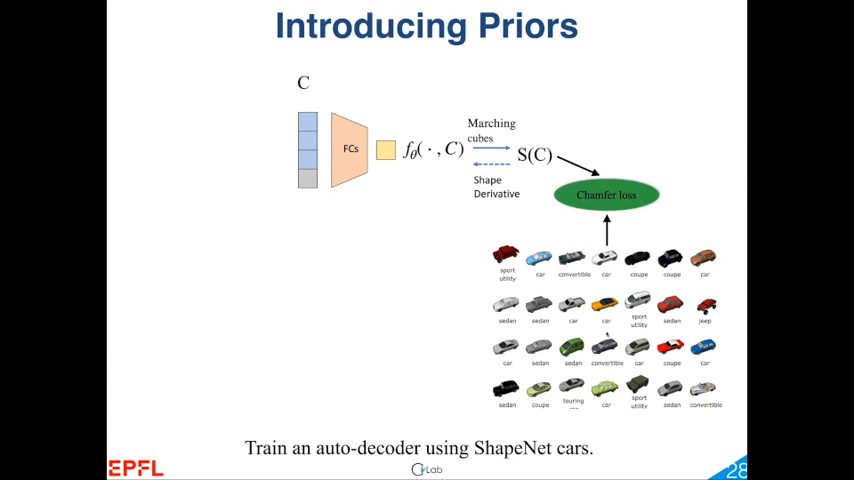 Introducing Priors
C
FCs
fθ( · , C)
Marching
cubes
S(C)
Shape
Derivative
Chamfer loss
sport
utility
car
convertible
car
coupe
coupe
car
sedan
sedan
car
car
sport
utility
sedan
jeep
car
sedan
sedan
convertible
car
coupe
car
sedan
coupe
touring
car
sport
utility
sedan
convertible
Train an auto-decoder using ShapeNet cars.
EPFL
CVLab
28